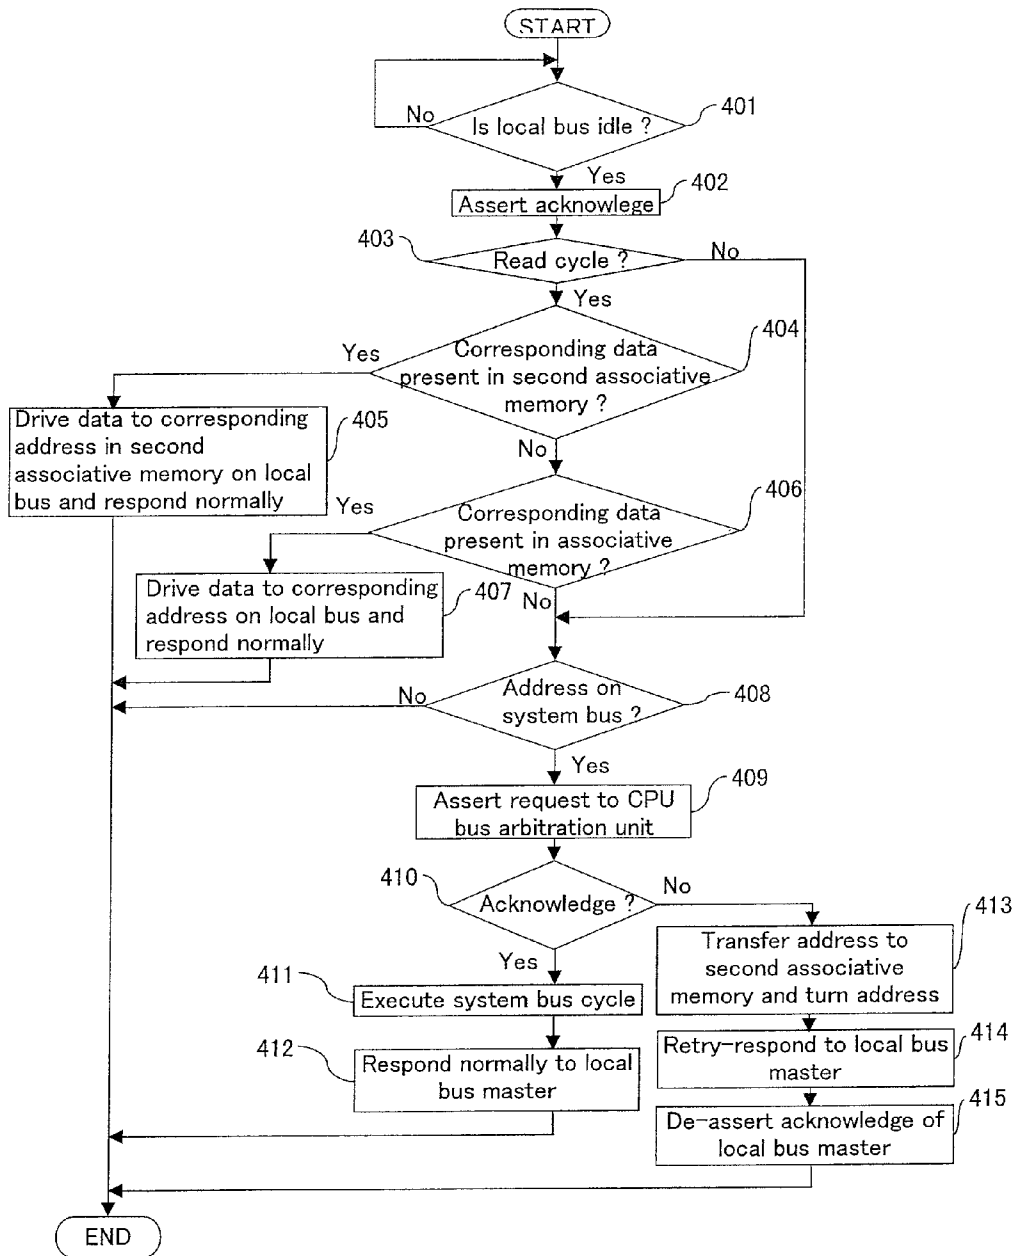 START
No
Is local bus idle ?
401
Yes
402
Assert acknowlege
403
Read cycle ?
No
Yes
404
Yes
Corresponding data
present in second associative
memory ?
Drive data to corresponding
address in second
associative memory on local
bus and respond normally
405
No
406
Yes
Corresponding data
present in associative
memory ?
Drive data to corresponding
address on local bus and
respond normally
407
No
No
Address on
system bus ?
408
Yes
409
Assert request to CPU
bus arbitration unit
410
Acknowledge ?
No
413
Transfer address to
second associative
memory and turn address
Yes
411
Execute system bus cycle
412
Respond normally to local
bus master
Retry-respond to local bus
master
414
De-assert acknowledge of
local bus master
415
END